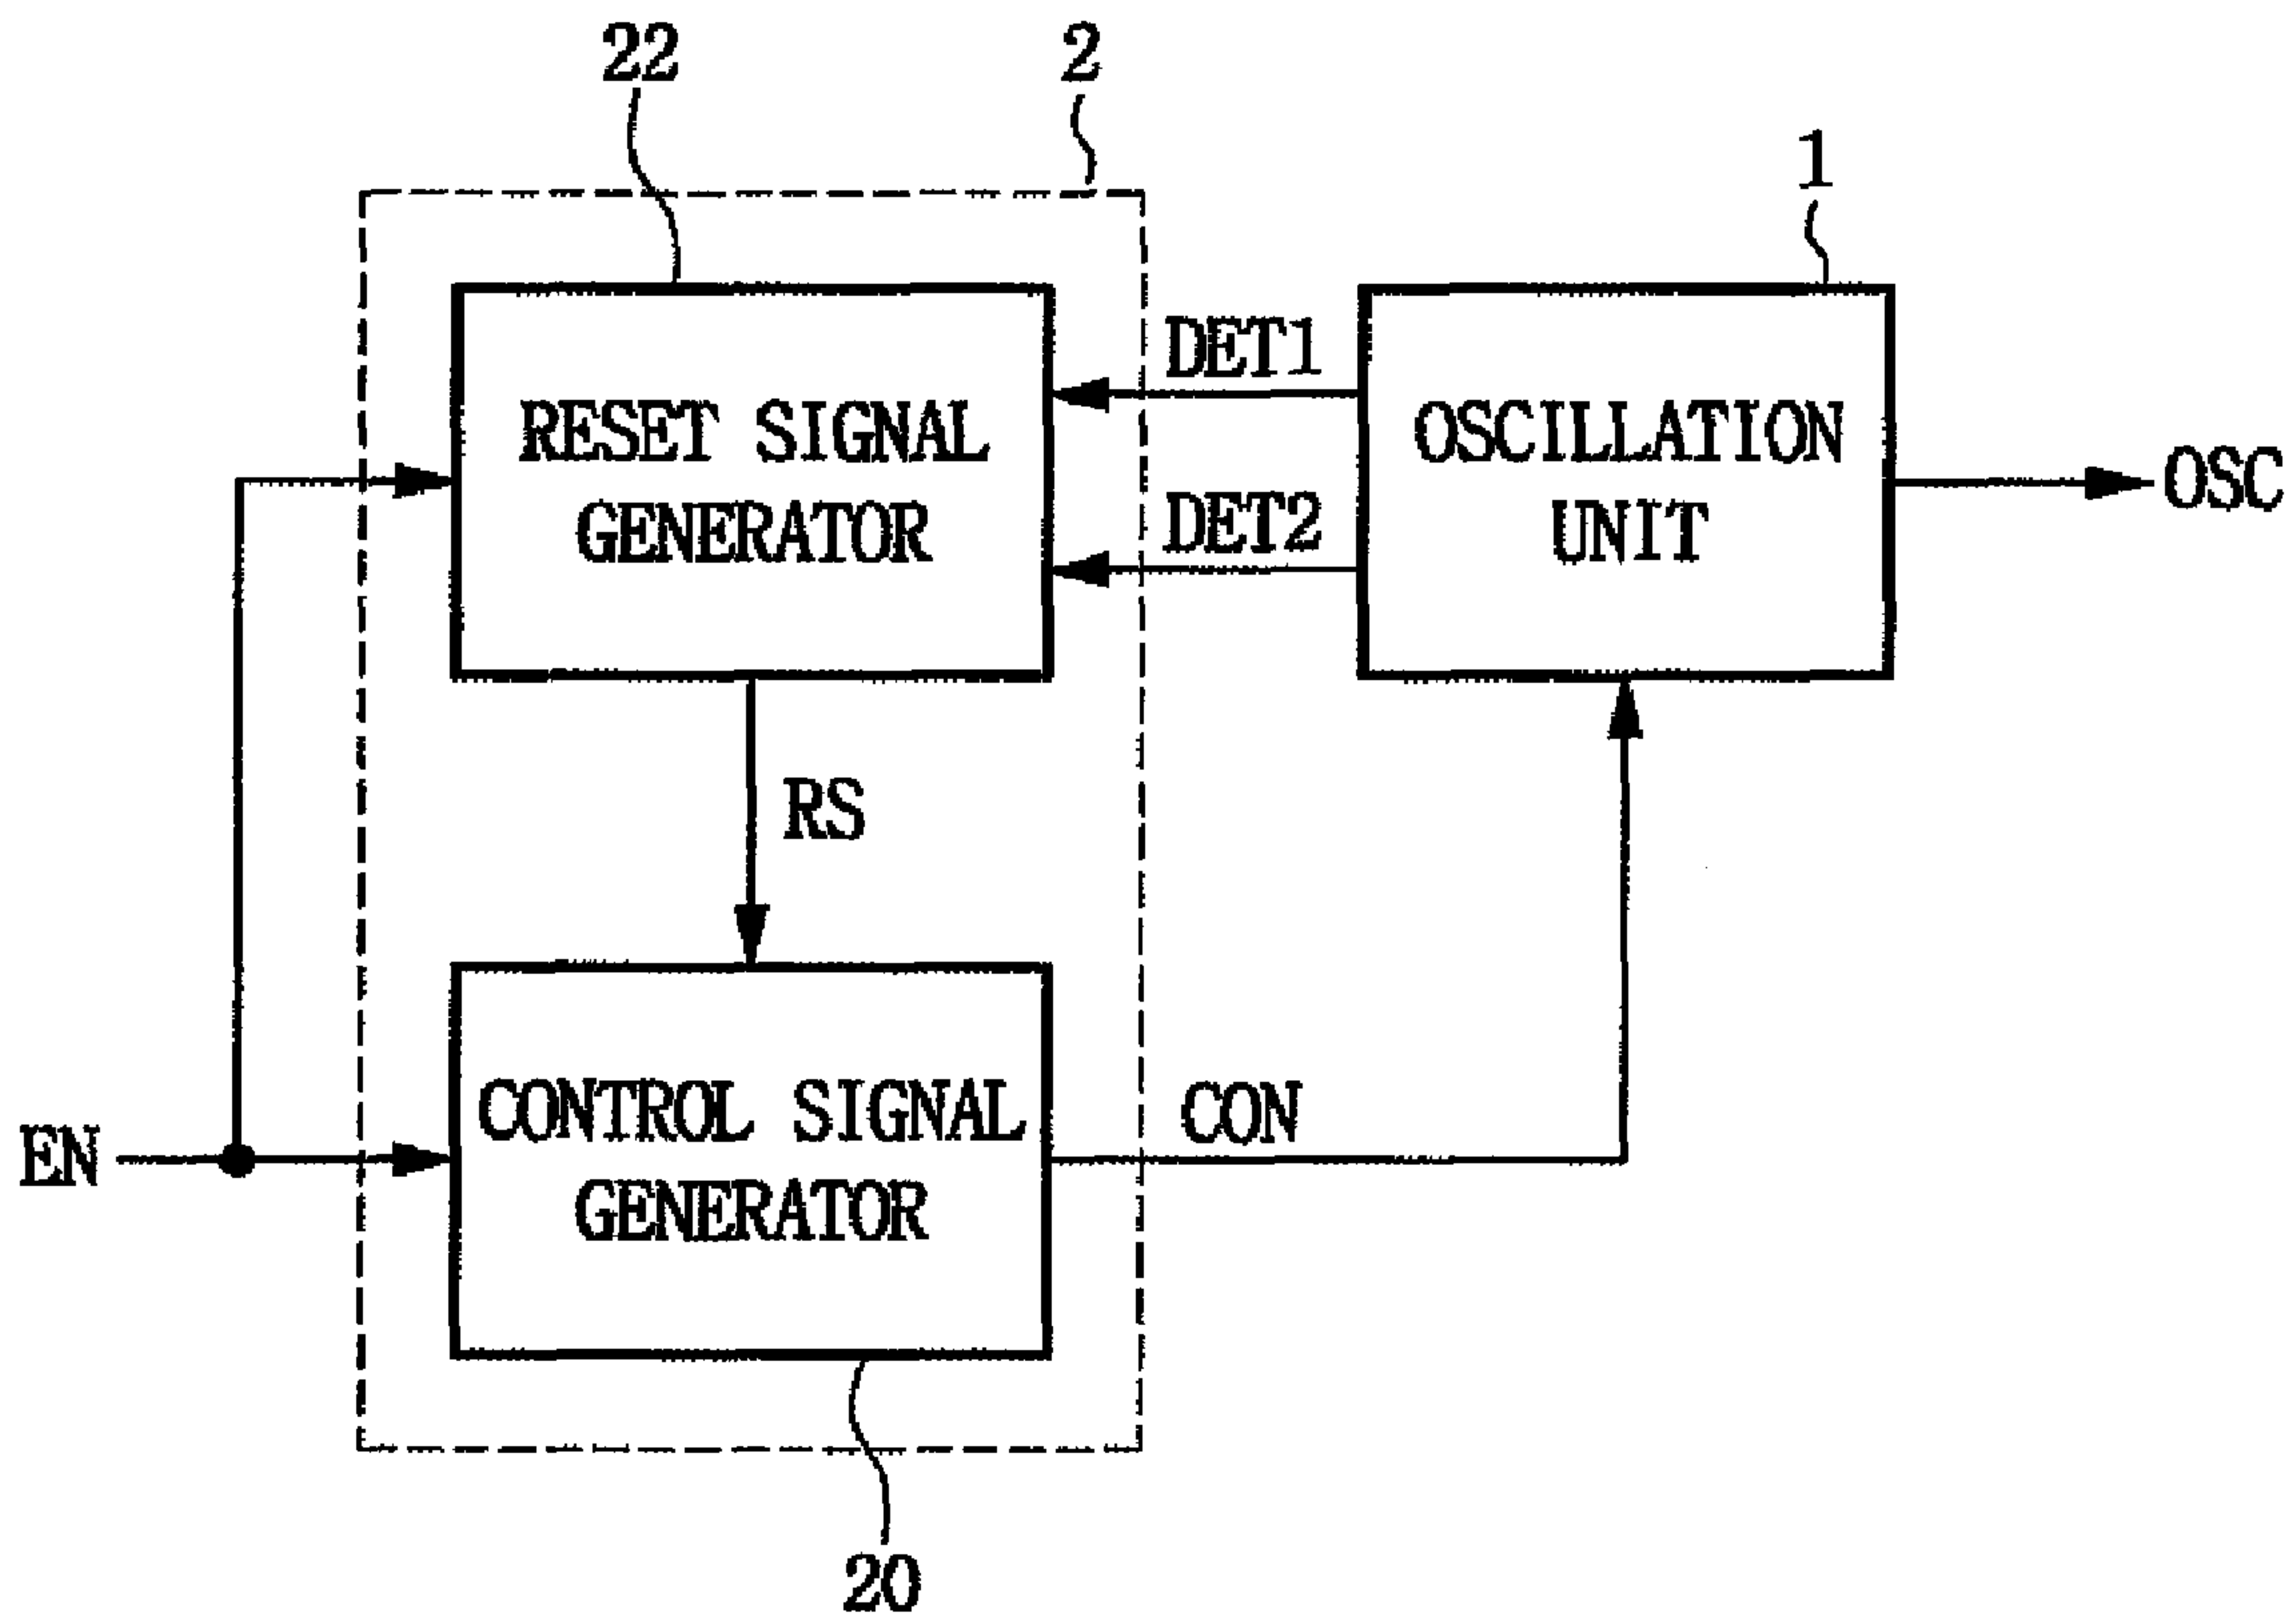 22
2
1
RESET SIGNAL
GENERATOR
DET1
DET2
OSCILLATION
UNIT
OSC
RS
EN
CONTROL SIGNAL
GENERATOR
CON
20